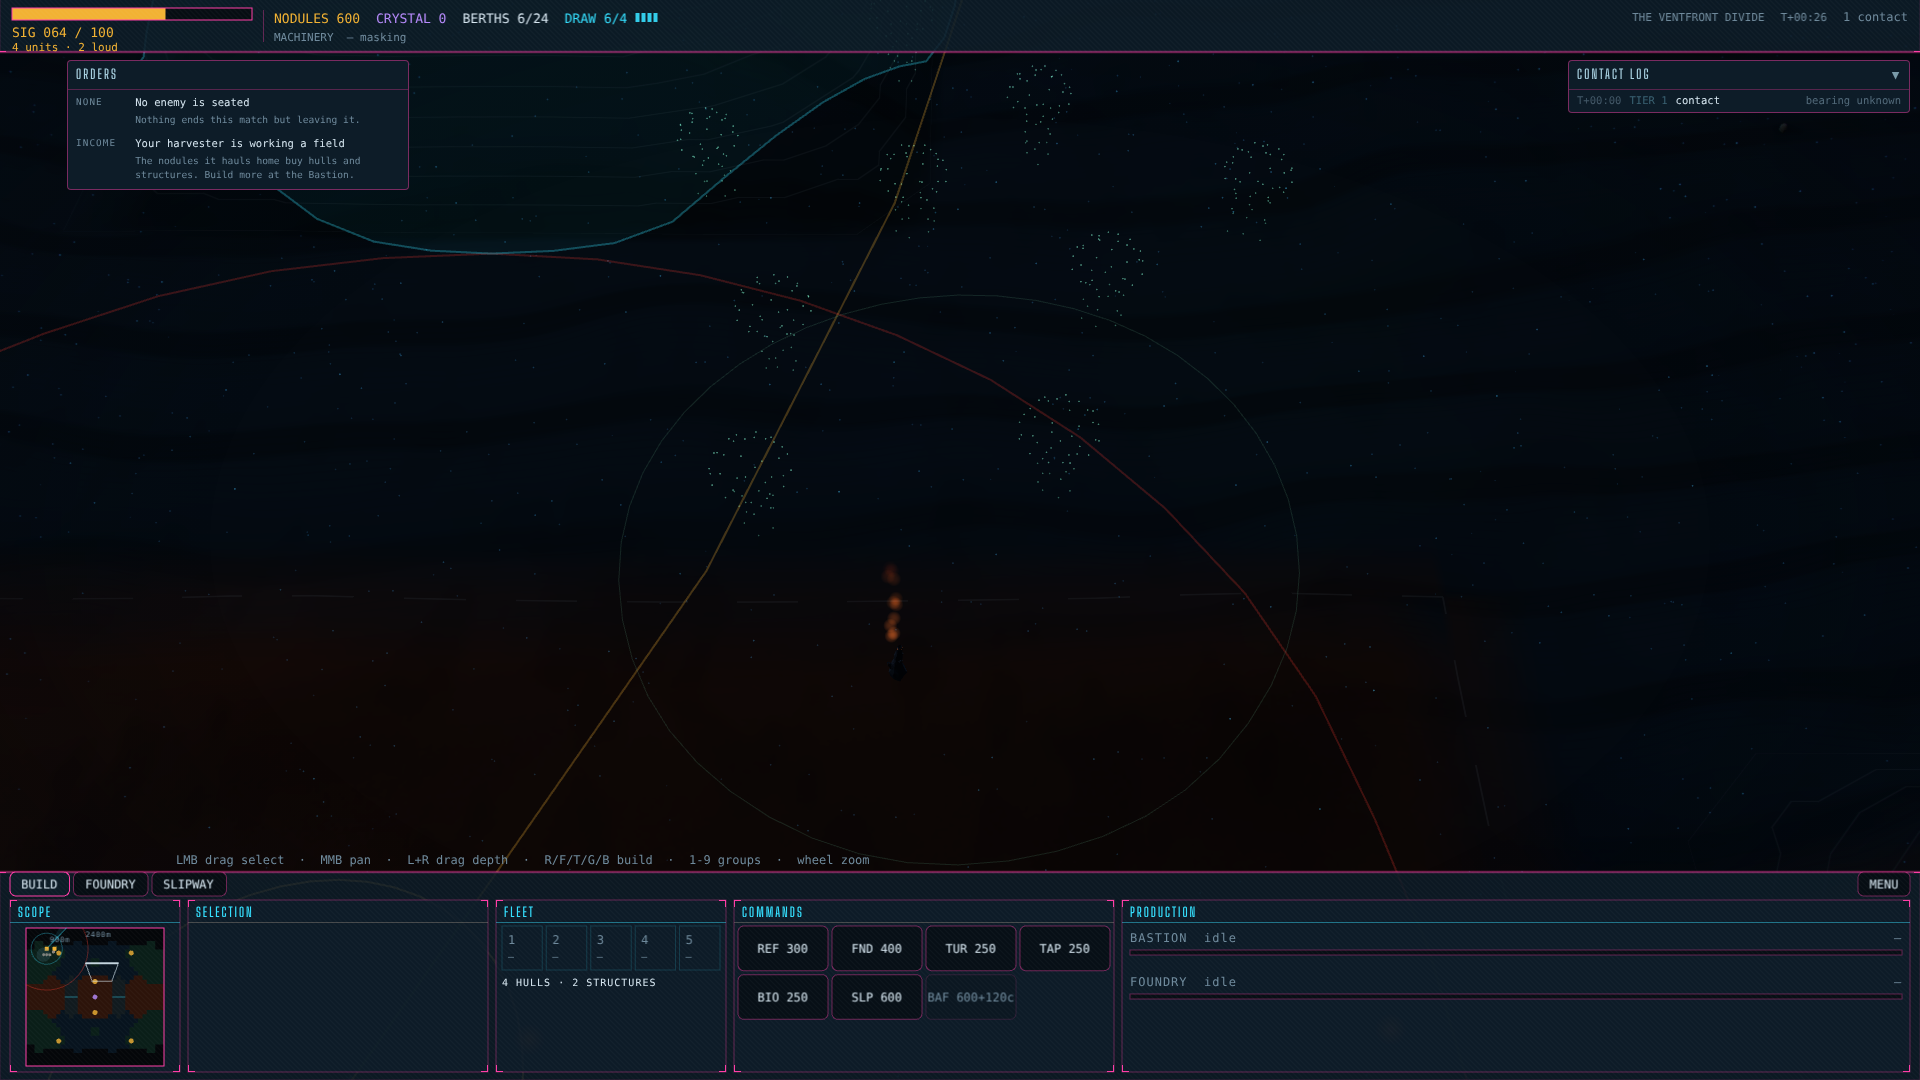 SIG 064 / 100
4 units · 2 loud
NODULES 600 CRYSTAL 0 BERTHS 6/24 DRAW 6/4
MACHINERY — masking
THE VENTFRONT DIVIDE T+00:26 1 contact
ORDERS
NONE No enemy is seated
Nothing ends this match but leaving it.
INCOME Your harvester is working a field
The nodules it hauls home buy hulls and
structures. Build more at the Bastion.
CONTACT LOG ▼
T+00:00 TIER 1 contact bearing unknown
LMB drag select · MMB pan · L+R drag depth · R/F/T/G/B build · 1-9 groups · wheel zoom
BUILD FOUNDRY SLIPWAY MENU
SCOPE
900m 2400m
SELECTION
FLEET
1 2 3 4 5
— — — — —
4 HULLS · 2 STRUCTURES
COMMANDS
REF 300 FND 400 TUR 250 TAP 250
BIO 250 SLP 600 BAF 600+120c
PRODUCTION
BASTION idle —
FOUNDRY idle —